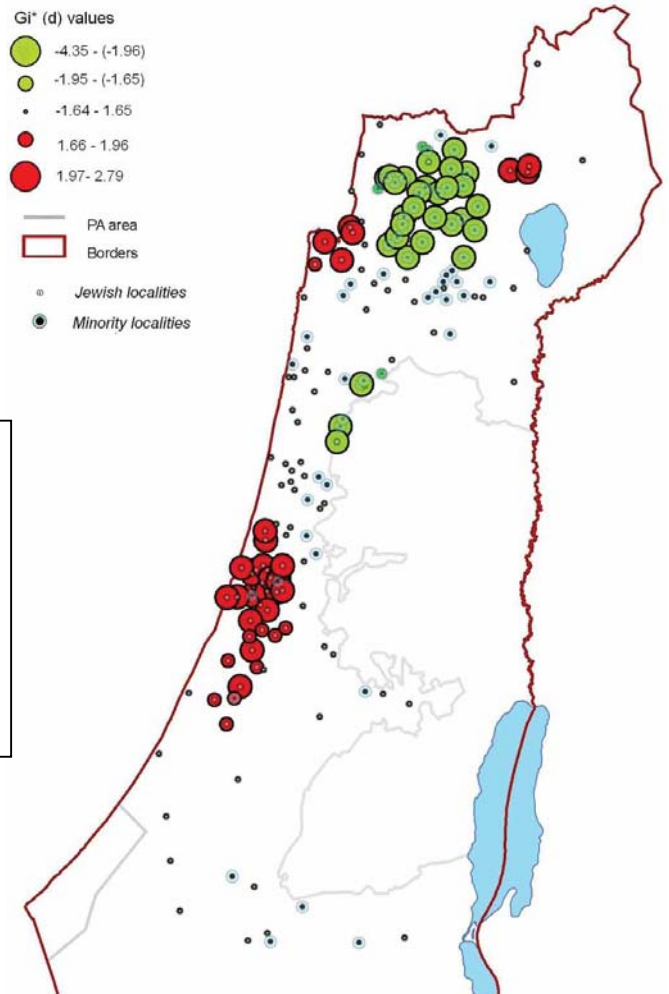 Gi* (d) values
-4.35 - (-1.96)
-1.95 - (-1.65)
-1.64 - 1.65
1.66 - 1.96
1.97- 2.79
PA area
Borders
Jewish localities
Minority localities